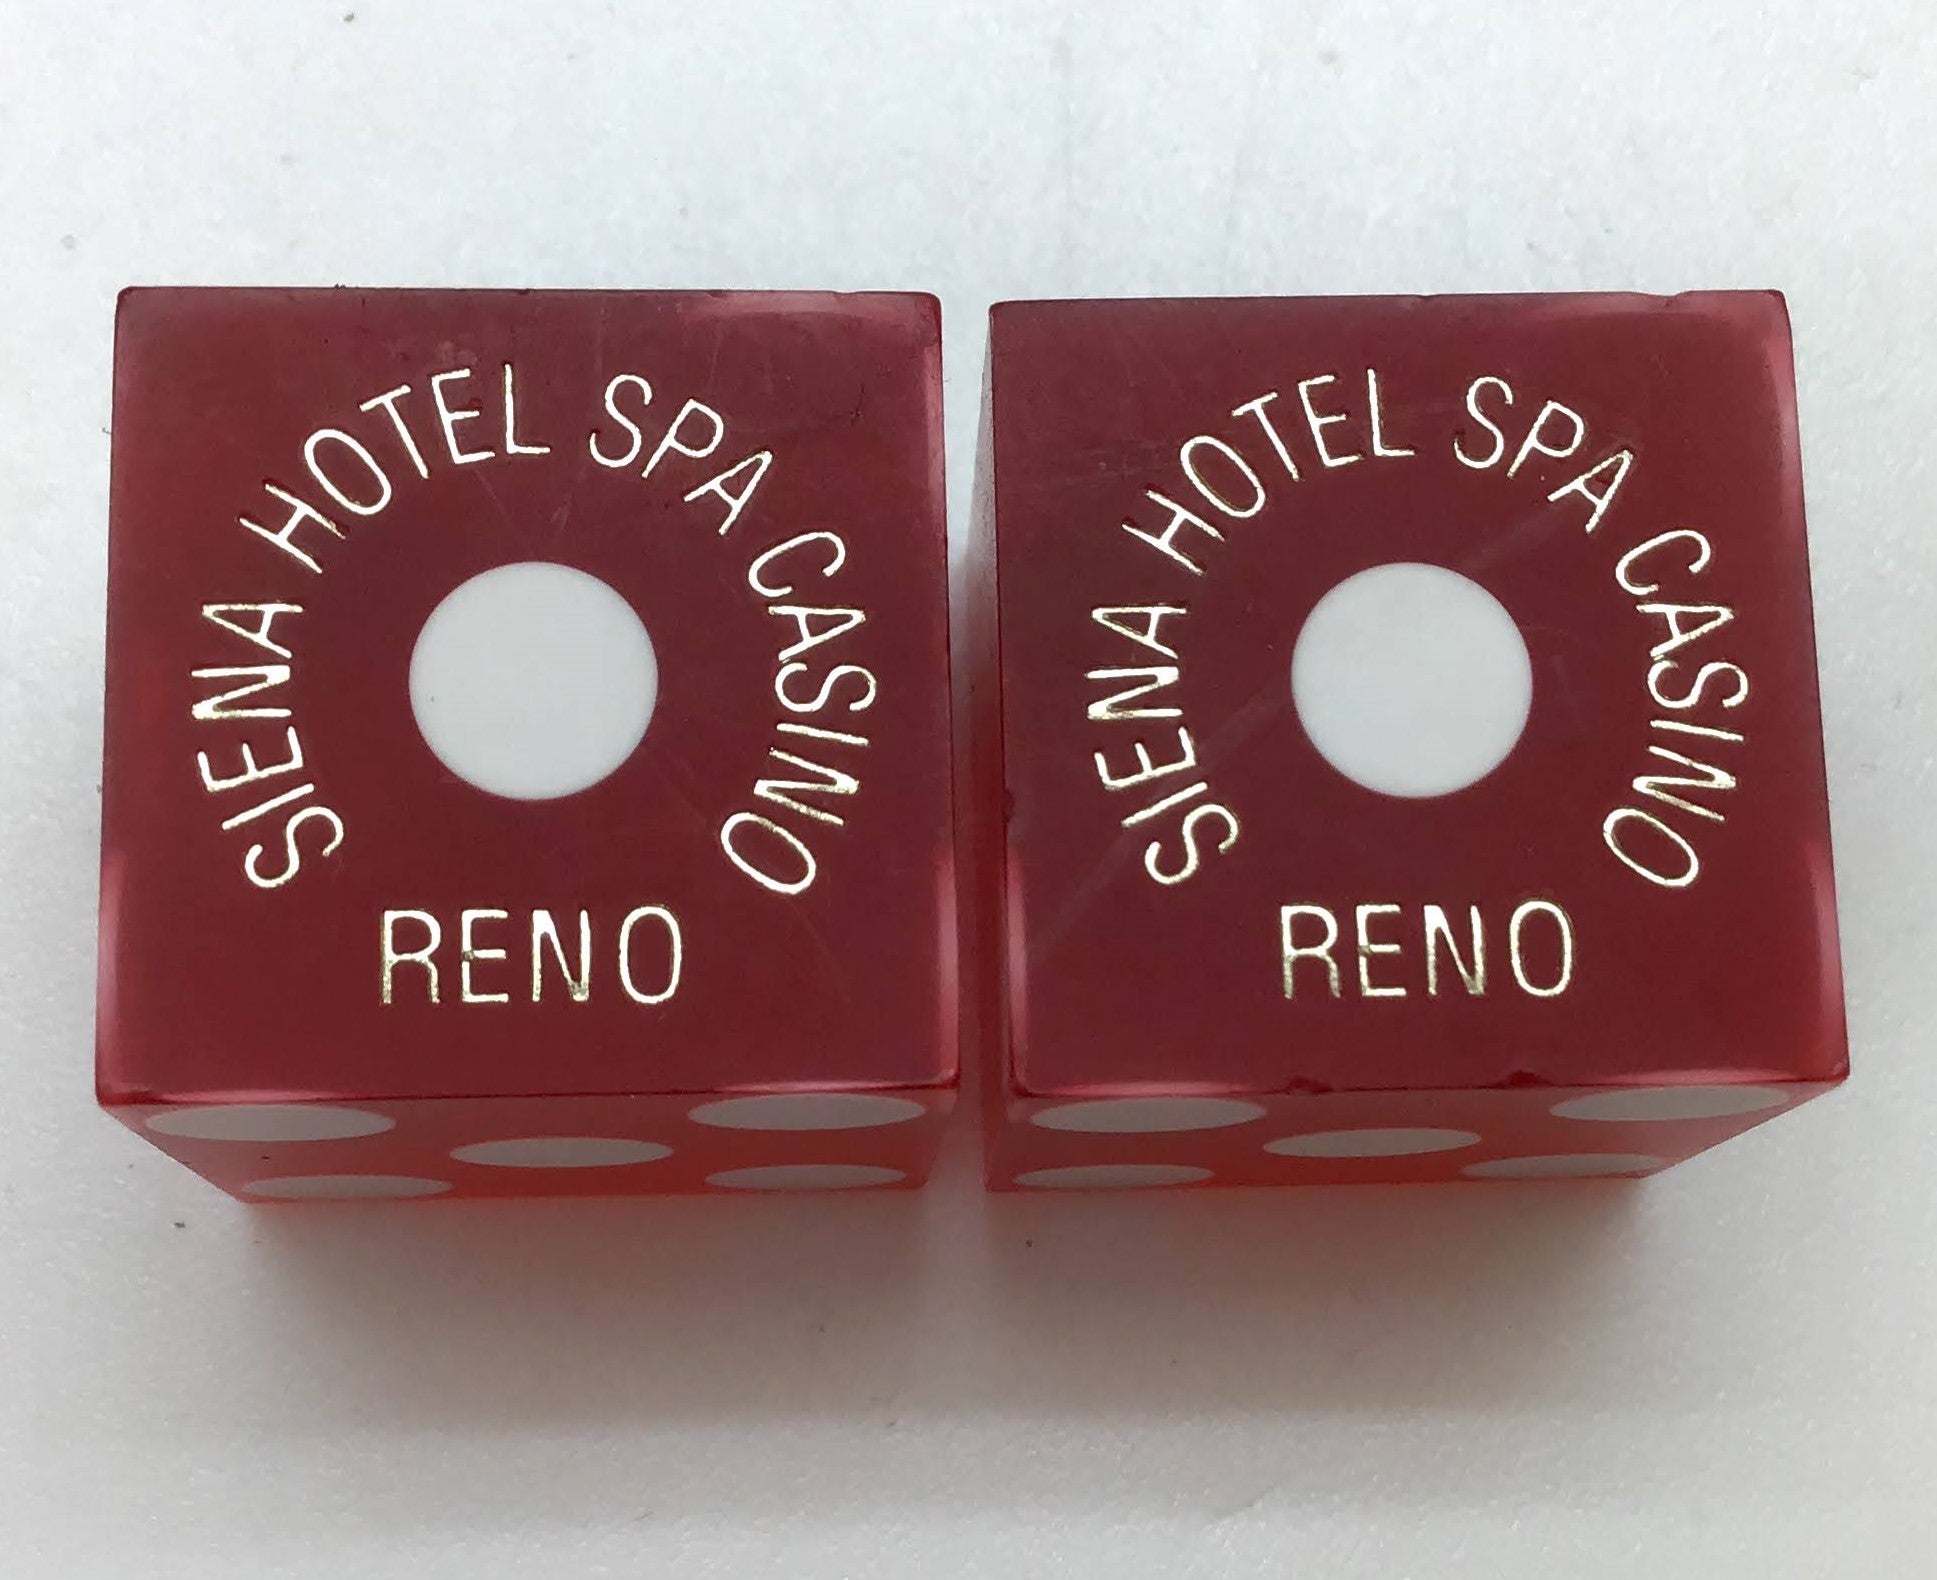 SIENA HOTEL SPA CASINO
RENO
SIENA HOTEL SPA CASINO
RENO